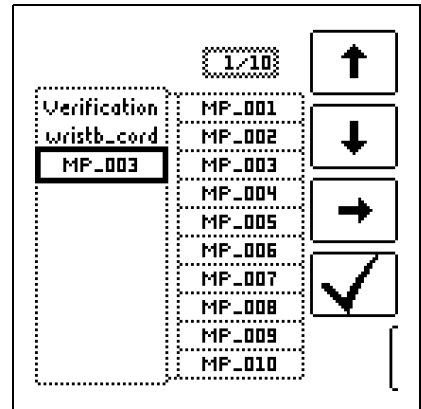 1/10
Verification
wristb_cord
MP_003
MP_001
MP_002
MP_003
MP_004
MP_005
MP_006
MP_007
MP_008
MP_009
MP_010